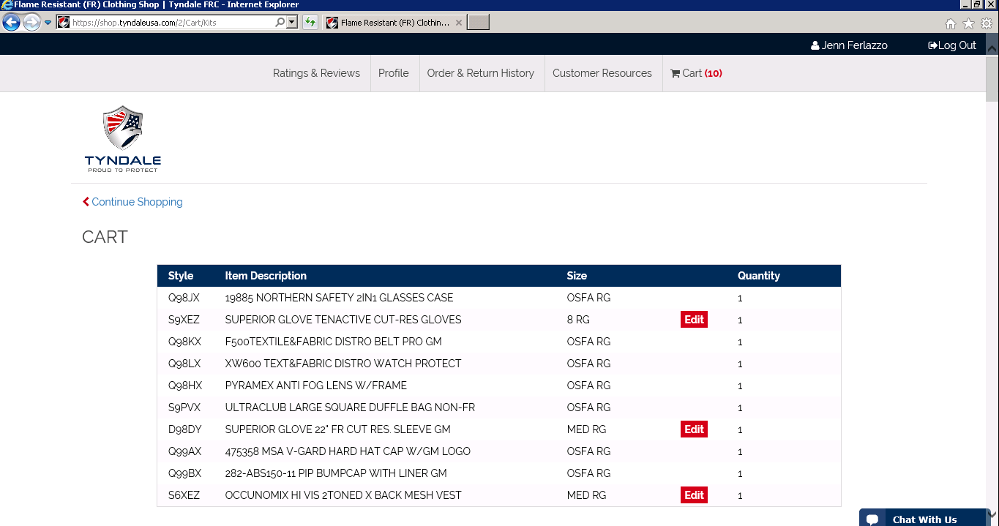 Flame Resistant (FR) Clothing Shop | Tyndale FRC - Internet Explorer
https://shop.tyndaleusa.com/2/Cart/Kits
Flame Resistant (FR) Clothin...
Jenn Ferlazzo Log Out
Ratings & Reviews Profile Order & Return History Customer Resources Cart (10)
TYNDALE
PROUD TO PROTECT
Continue Shopping
CART
Style Item Description Size Quantity
Q98JX 19885 NORTHERN SAFETY 2IN1 GLASSES CASE OSFA RG 1
S9XEZ SUPERIOR GLOVE TENACTIVE CUT-RES GLOVES 8 RG Edit 1
Q98KX F500TEXTILE&FABRIC DISTRO BELT PRO GM OSFA RG 1
Q98LX XW600 TEXT&FABRIC DISTRO WATCH PROTECT OSFA RG 1
Q98HX PYRAMEX ANTI FOG LENS W/FRAME OSFA RG 1
S9PVX ULTRACLUB LARGE SQUARE DUFFLE BAG NON-FR OSFA RG 1
D98DY SUPERIOR GLOVE 22" FR CUT RES. SLEEVE GM MED RG Edit 1
Q99AX 475358 MSA V-GARD HARD HAT CAP W/GM LOGO OSFA RG 1
Q99BX 282-ABS150-11 PIP BUMPCAP WITH LINER GM OSFA RG 1
S6XEZ OCCUNOMIX HI VIS 2TONED X BACK MESH VEST MED RG Edit 1
Chat With Us